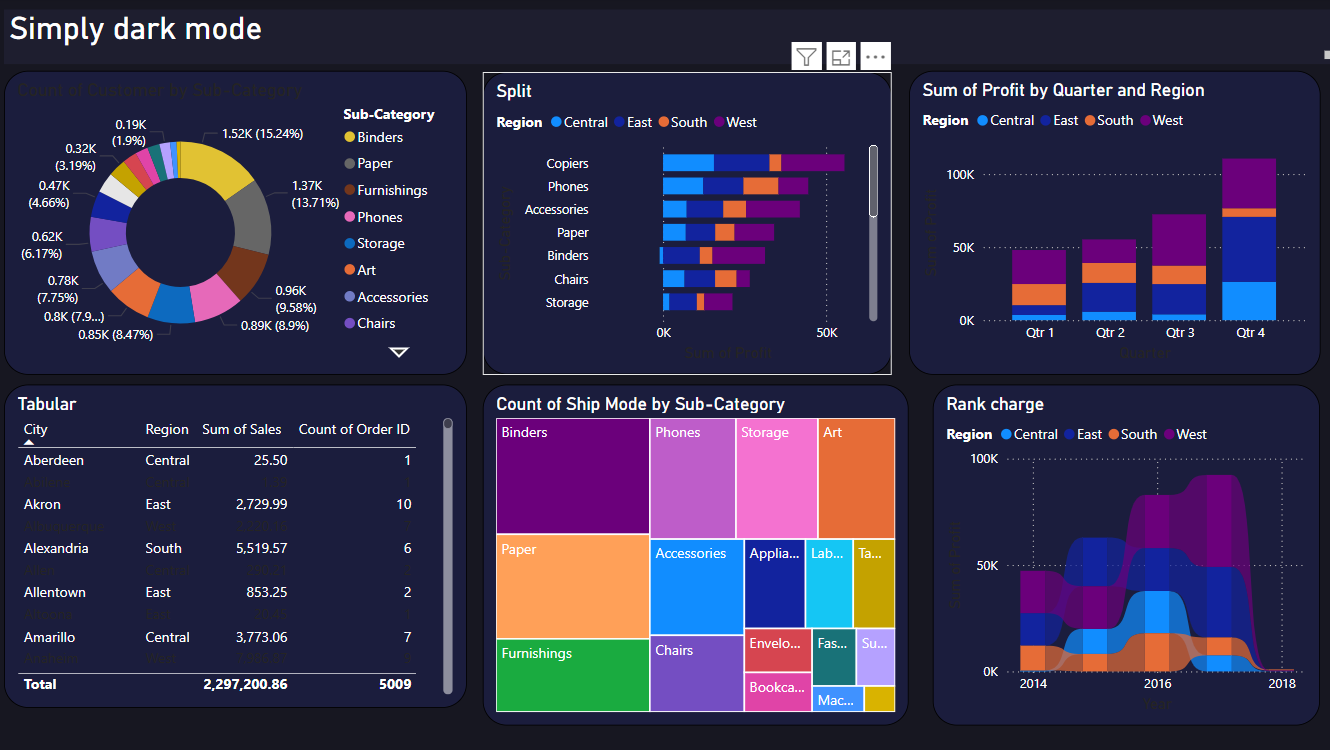 Simply dark mode
Count of Customer by Sub-Category
Sub-Category
Binders
Paper
Furnishings
Phones
Storage
Art
Accessories
Chairs
1.52K (15.24%)
1.37K
(13.71%)
0.96K
(9.58%)
0.89K (8.9%)
0.85K (8.47%)
0.8K (7.9...)
0.78K
(7.75%)
0.62K
(6.17%)
0.47K
(4.66%)
0.32K
(3.19%)
0.19K
(1.9%)
Split
Region Central East South West
Sub-Category
Copiers
Phones
Accessories
Paper
Binders
Chairs
Storage
0K 50K
Sum of Profit
Sum of Profit by Quarter and Region
Region Central East South West
Sum of Profit
100K
50K
0K
Qtr 1 Qtr 2 Qtr 3 Qtr 4
Quarter
Tabular
City Region Sum of Sales Count of Order ID
Aberdeen Central 25.50 1
Abilene Central
Akron East 2,729.99 10
Albuquerque West
Alexandria South 5,519.57 6
Allen Central
Allentown East 853.25 2
Altoona East
Amarillo Central 3,773.06 7
Anaheim West
Total 2,297,200.86 5009
Count of Ship Mode by Sub-Category
Binders
Paper
Furnishings
Phones
Storage
Art
Accessories
Chairs
Applia...
Lab...
Ta...
Envelo...
Fas...
Su...
Bookca...
Mac...
Rank charge
Region Central East South West
Sum of Profit
100K
50K
0K
2014 2016 2018
Year